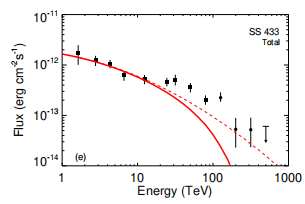 10⁻¹¹
SS 433
Total
10⁻¹²
Flux (erg cm⁻²s⁻¹)
10⁻¹³
10⁻¹⁴
(e)
1 10 100 1000
Energy (TeV)